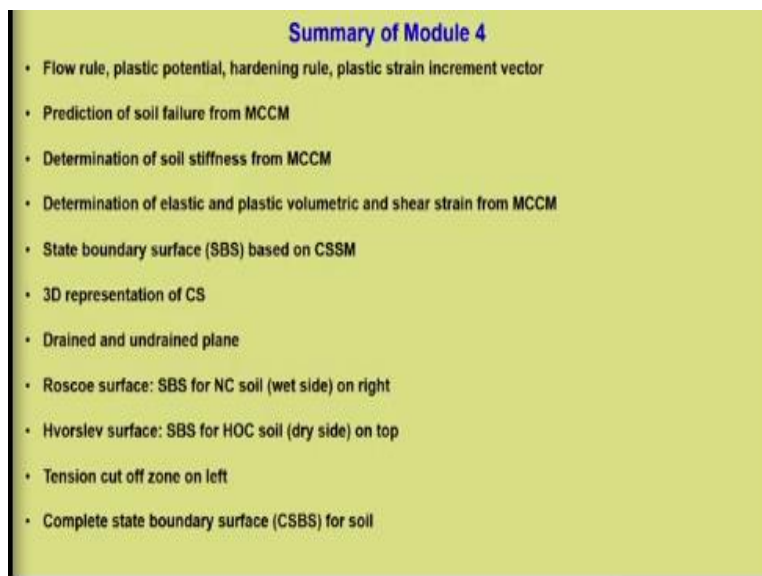 Summary of Module 4
• Flow rule, plastic potential, hardening rule, plastic strain increment vector
• Prediction of soil failure from MCCM
• Determination of soil stiffness from MCCM
• Determination of elastic and plastic volumetric and shear strain from MCCM
• State boundary surface (SBS) based on CSSM
• 3D representation of CS
• Drained and undrained plane
• Roscoe surface: SBS for NC soil (wet side) on right
• Hvorslev surface: SBS for HOC soil (dry side) on top
• Tension cut off zone on left
• Complete state boundary surface (CSBS) for soil